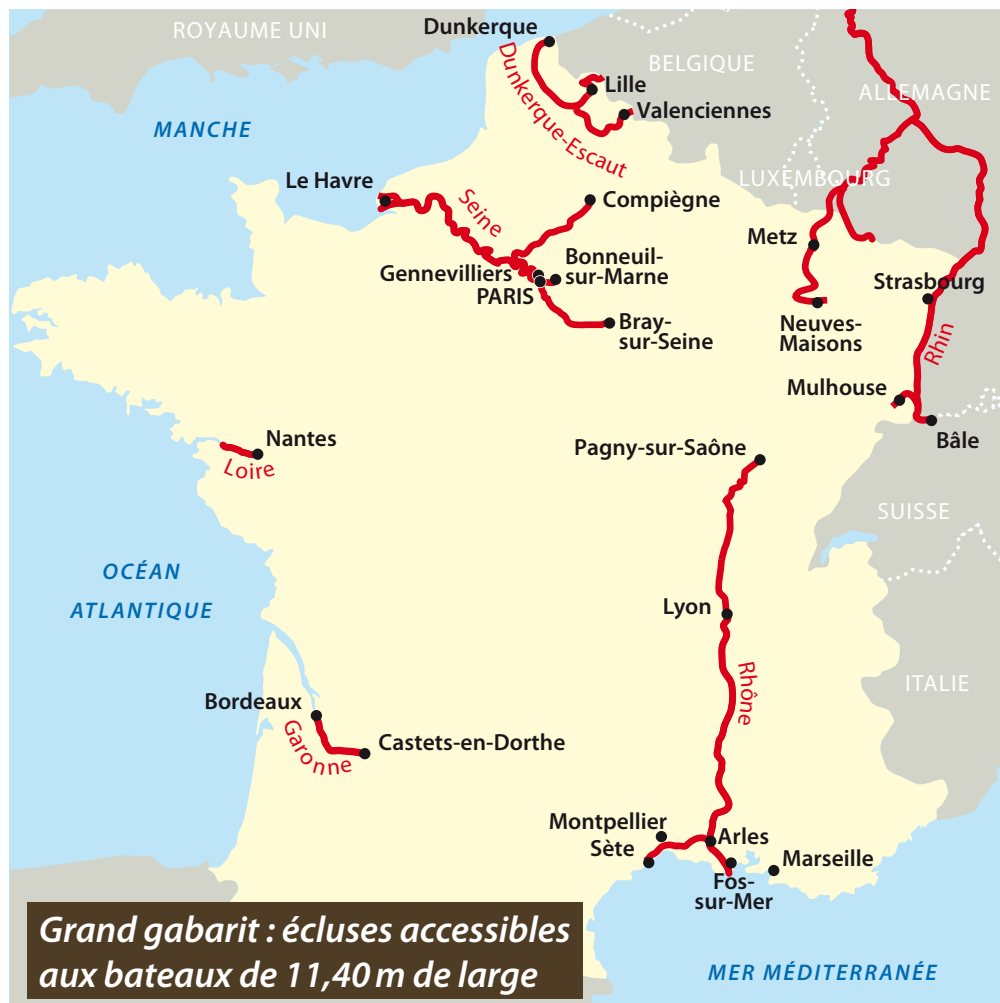 ROYAUME UNI
Dunkerque
BELGIQUE
Lille
ALLEMAGNE
Valenciennes
MANCHE
Dunkerque-Escaut
LUXEMBOURG
Le Havre
Seine
Compiègne
Metz
Gennevilliers
Bonneuil-
sur-Marne
PARIS
Strasbourg
Bray-
sur-Seine
Neuves-
Maisons
Rhin
Mulhouse
Nantes
Loire
Bâle
Pagny-sur-Saône
SUISSE
OCÉAN
ATLANTIQUE
Lyon
Rhône
ITALIE
Bordeaux
Garonne
Castets-en-Dorthe
Montpellier
Sète
Arles
Marseille
Fos-
sur-Mer
Grand gabarit : écluses accessibles
aux bateaux de 11,40 m de large
MER MÉDITERRANÉE